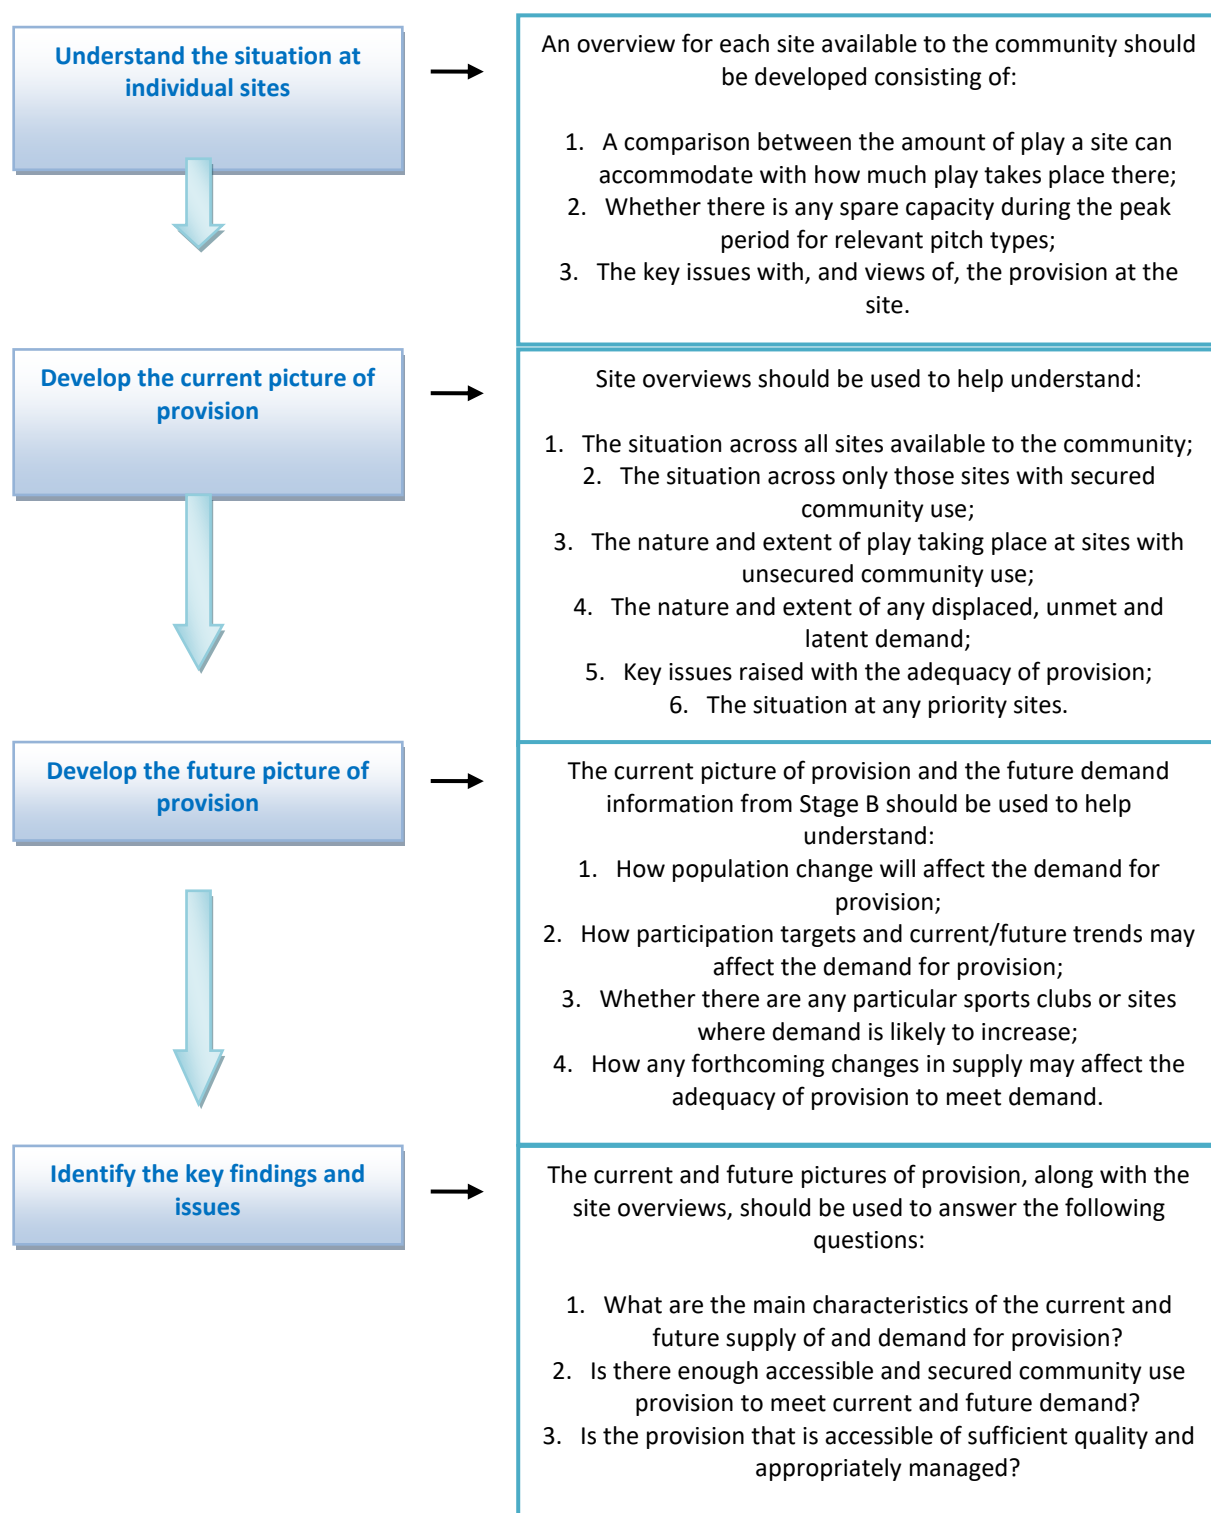 Understand the situation at
individual sites
An overview for each site available to the community should
be developed consisting of:
1. A comparison between the amount of play a site can
accommodate with how much play takes place there;
2. Whether there is any spare capacity during the peak
period for relevant pitch types;
3. The key issues with, and views of, the provision at the
site.
Develop the current picture of
provision
Site overviews should be used to help understand:
1. The situation across all sites available to the community;
2. The situation across only those sites with secured
community use;
3. The nature and extent of play taking place at sites with
unsecured community use;
4. The nature and extent of any displaced, unmet and
latent demand;
5. Key issues raised with the adequacy of provision;
6. The situation at any priority sites.
Develop the future picture of
provision
The current picture of provision and the future demand
information from Stage B should be used to help
understand:
1. How population change will affect the demand for
provision;
2. How participation targets and current/future trends may
affect the demand for provision;
3. Whether there are any particular sports clubs or sites
where demand is likely to increase;
4. How any forthcoming changes in supply may affect the
adequacy of provision to meet demand.
Identify the key findings and
issues
The current and future pictures of provision, along with the
site overviews, should be used to answer the following
questions:
1. What are the main characteristics of the current and
future supply of and demand for provision?
2. Is there enough accessible and secured community use
provision to meet current and future demand?
3. Is the provision that is accessible of sufficient quality and
appropriately managed?